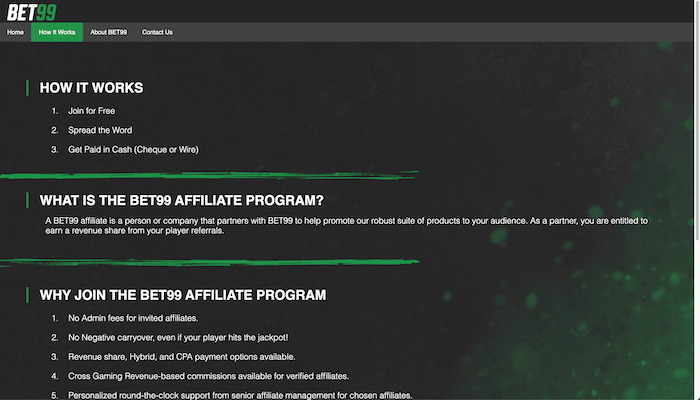 BET99
Home How It Works About BET99 Contact Us
HOW IT WORKS
1. Join for Free
2. Spread the Word
3. Get Paid in Cash (Cheque or Wire)
WHAT IS THE BET99 AFFILIATE PROGRAM?
A BET99 affiliate is a person or company that partners with BET99 to help promote our robust suite of products to your audience. As a partner, you are entitled to
earn a revenue share from your player referrals.
WHY JOIN THE BET99 AFFILIATE PROGRAM
1. No Admin fees for invited affiliates.
2. No Negative carryover, even if your player hits the jackpot!
3. Revenue share, Hybrid, and CPA payment options available.
4. Cross Gaming Revenue-based commissions available for verified affiliates.
5. Personalized round-the-clock support from senior affiliate management for chosen affiliates.